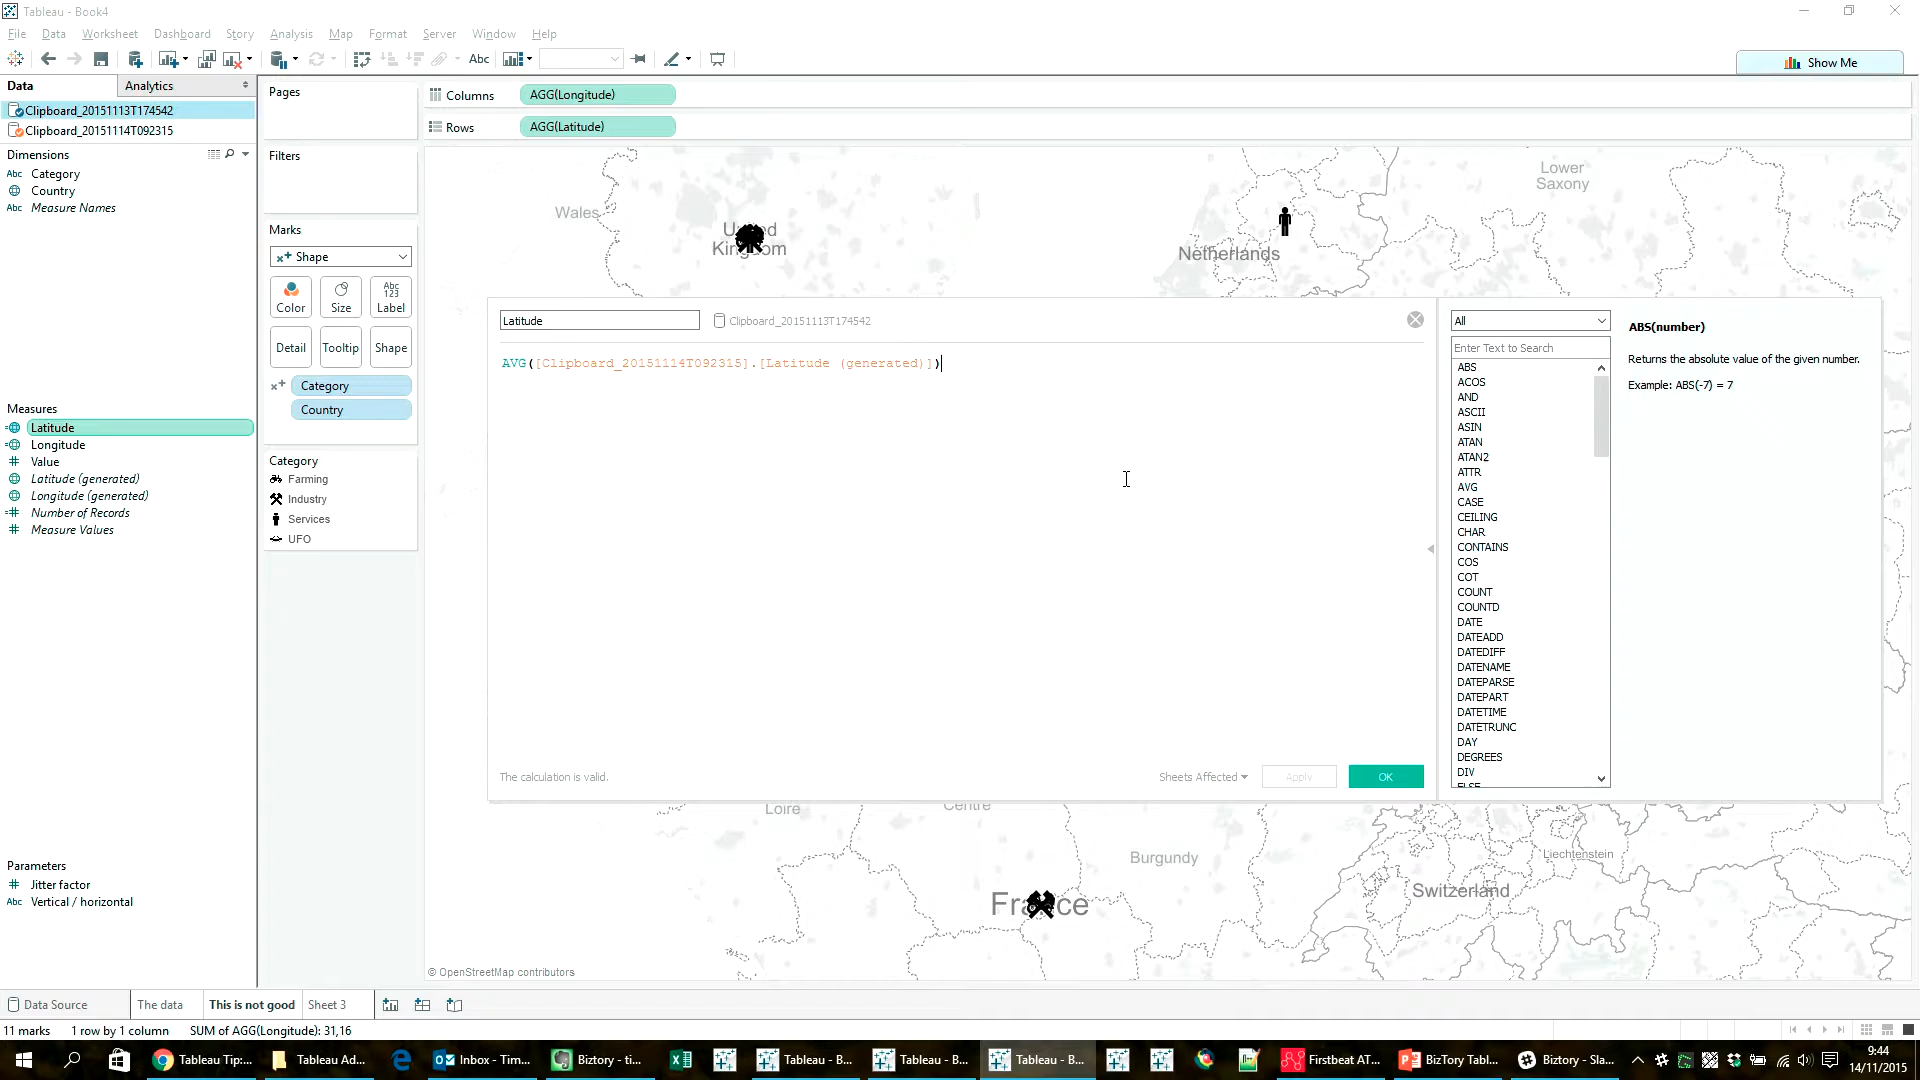 Tableau - Book4
File Data Worksheet Dashboard Story Analysis Map Format Server Window Help
Abc
Show Me
Data Analytics
Clipboard_20151113T174542
Clipboard_20151114T092315
Dimensions
Abc Category
Country
Abc Measure Names
Measures
Latitude
Longitude
Value
Latitude (generated)
Longitude (generated)
Number of Records
Measure Values
Parameters
Jitter factor
Abc Vertical / horizontal
Pages
Filters
Marks
Shape
Color Size Abc 123 Label
Detail Tooltip Shape
Category
Country
Category
Farming
Industry
Services
UFO
Columns AGG(Longitude)
Rows AGG(Latitude)
Wales
United Kingdom
Netherlands
Lower Saxony
Latitude Clipboard_20151113T174542
AVG([Clipboard_20151114T092315].[Latitude (generated)])
The calculation is valid.
Sheets Affected Apply OK
All
Enter Text to Search
ABS
ACOS
AND
ASCII
ASIN
ATAN
ATAN2
ATTR
AVG
CASE
CEILING
CHAR
CONTAINS
COS
COT
COUNT
COUNTD
DATE
DATEADD
DATEDIFF
DATENAME
DATEPARSE
DATEPART
DATETIME
DATETRUNC
DAY
DEGREES
DIV
ELSE
ABS(number)
Returns the absolute value of the given number.
Example: ABS(-7) = 7
Loire
Centre
Burgundy
Liechtenstein
Switzerland
France
© OpenStreetMap contributors
Data Source The data This is not good Sheet 3
11 marks 1 row by 1 column SUM of AGG(Longitude): 31,16
Tableau Tip:... Tableau Ad... Inbox - Tim... Biztory - ti... Tableau - B... Tableau - B... Tableau - B... Firstbeat AT... BizTory Tabl... Biztory - Sla...
9:44
14/11/2015